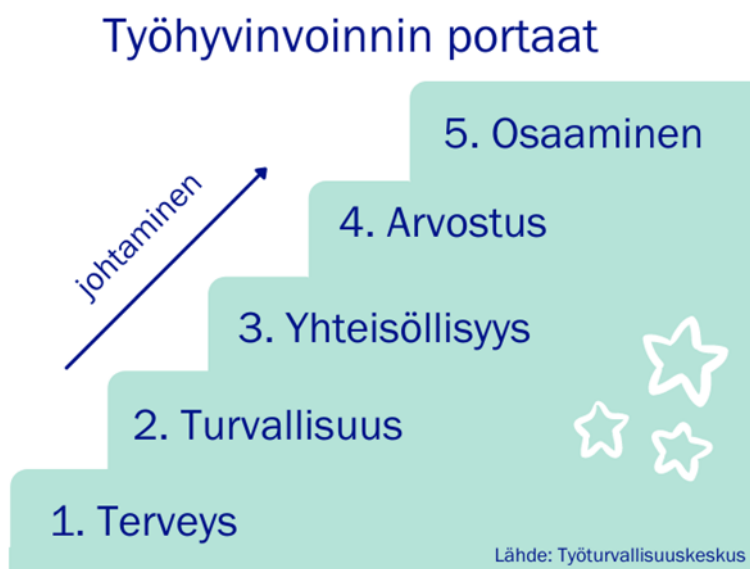 Työhyvinvoinnin portaat
5. Osaaminen
johtaminen
4. Arvostus
3. Yhteisöllisyys
2. Turvallisuus
1. Terveys
Lähde: Työturvallisuuskeskus